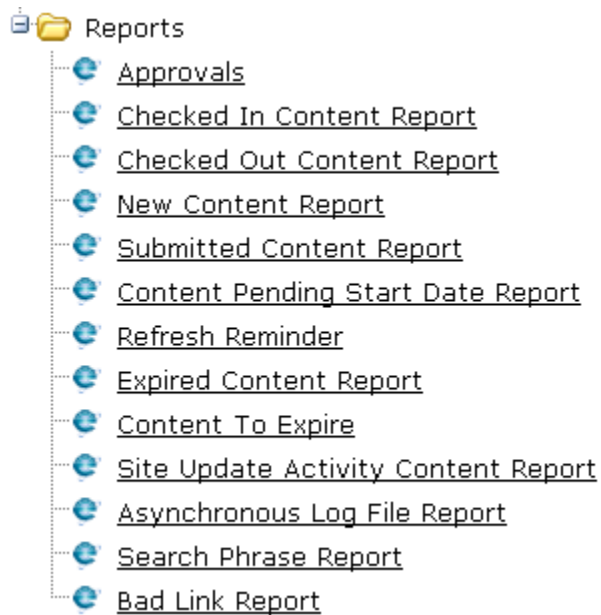 Reports
Approvals
Checked In Content Report
Checked Out Content Report
New Content Report
Submitted Content Report
Content Pending Start Date Report
Refresh Reminder
Expired Content Report
Content To Expire
Site Update Activity Content Report
Asynchronous Log File Report
Search Phrase Report
Bad Link Report